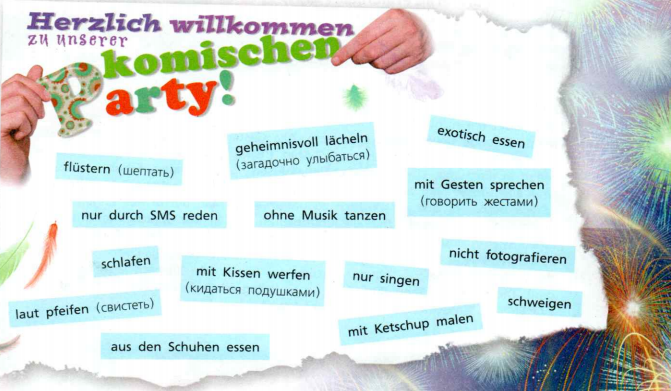 Herzlich willkommen
zu unserer
komischen
Party!
geheimnisvoll lächeln
(загадочно улыбаться)
exotisch essen
flüstern (шептать)
mit Gesten sprechen
(говорить жестами)
nur durch SMS reden
ohne Musik tanzen
schlafen
mit Kissen werfen
(кидаться подушками)
nur singen
nicht fotografieren
laut pfeifen (свистеть)
schweigen
mit Ketschup malen
aus den Schuhen essen